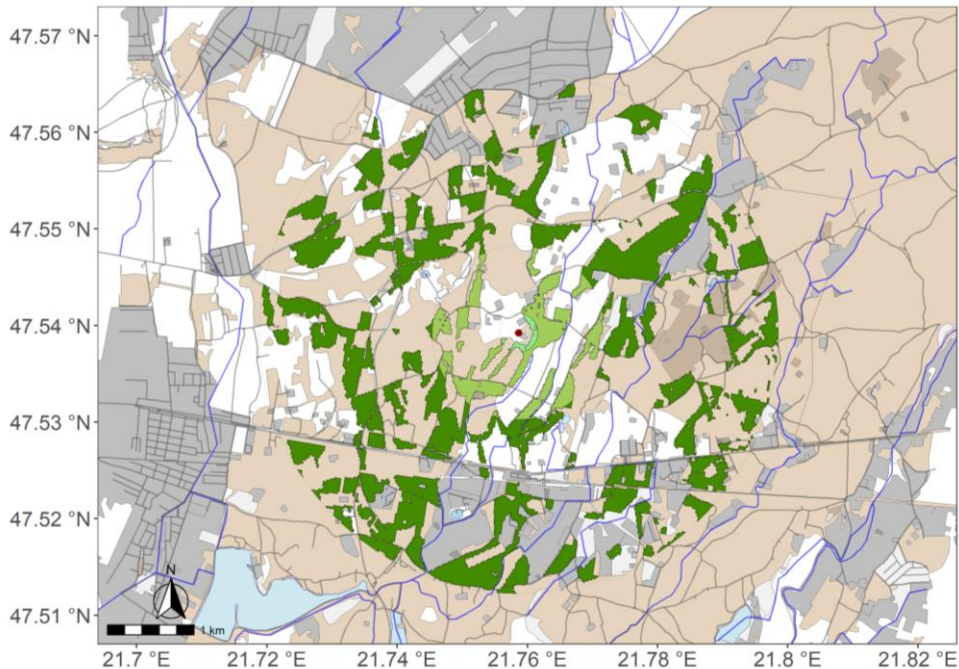 47.57 °N
47.56 °N
47.55 °N
47.54 °N
47.53 °N
47.52 °N
47.51 °N
N
1 km
21.7 °E
21.72 °E
21.74 °E
21.76 °E
21.78 °E
21.8 °E
21.82 °E